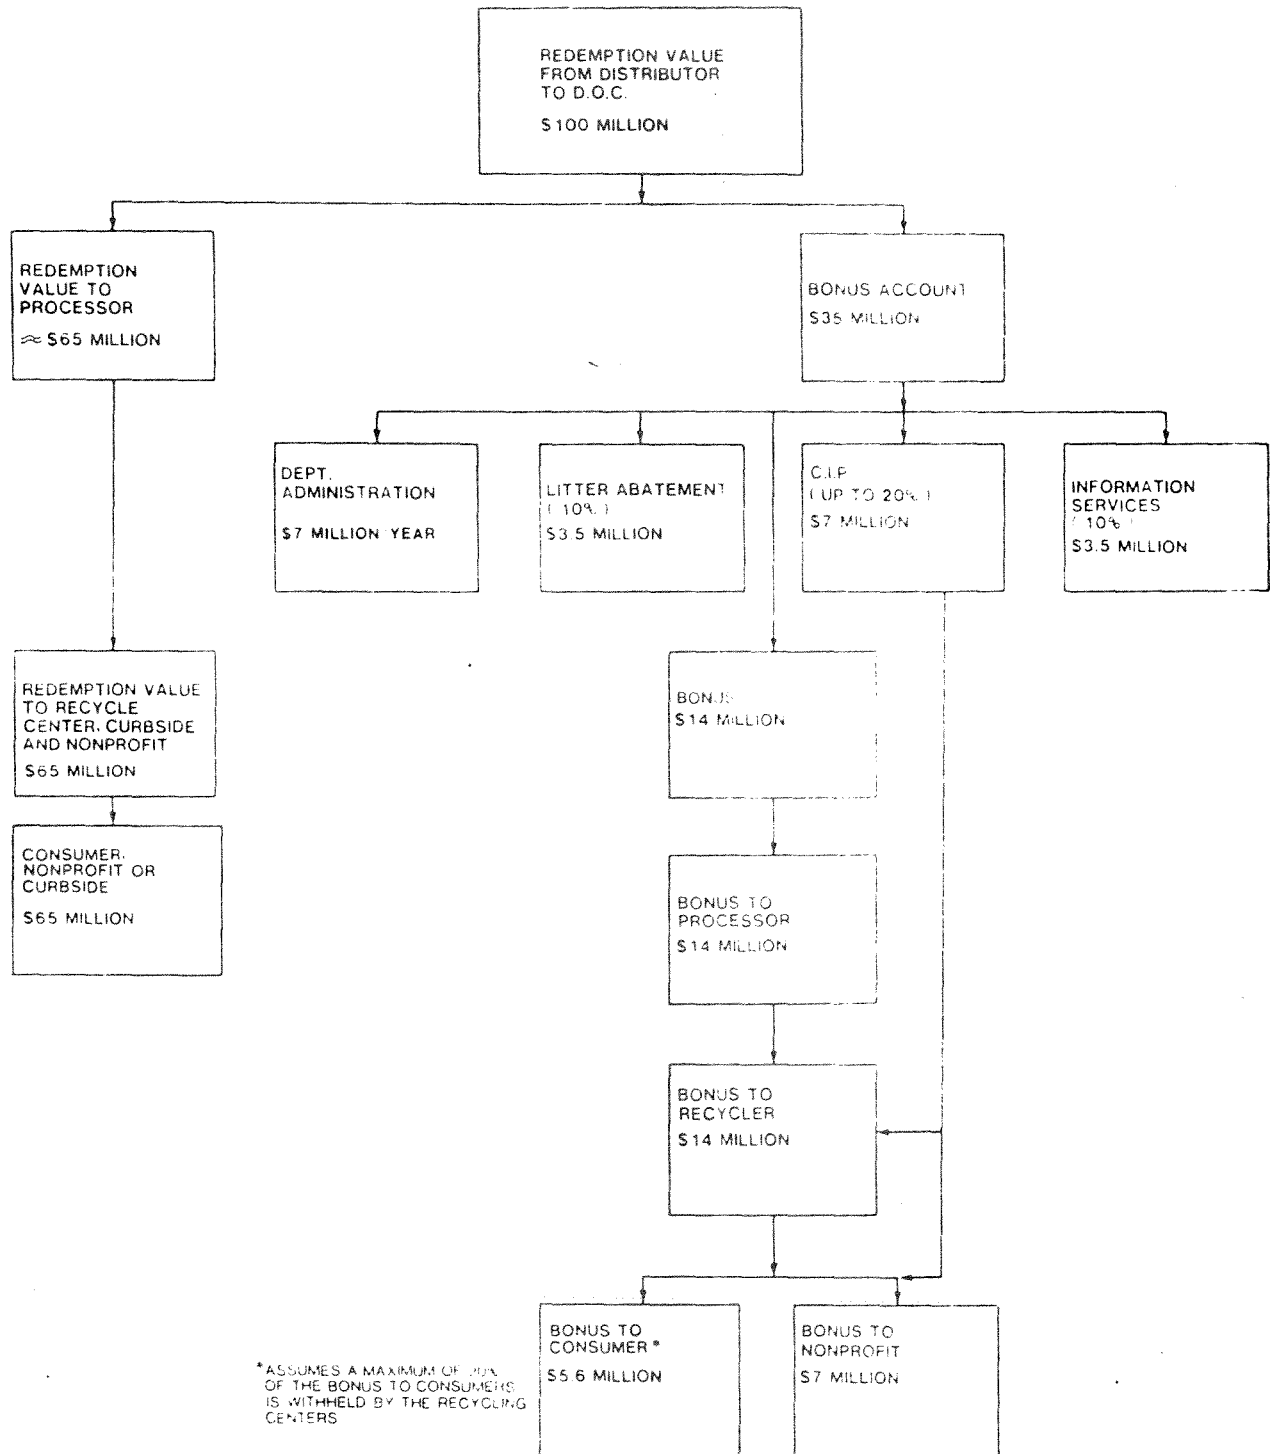 REDEMPTION VALUE
FROM DISTRIBUTOR
TO D.O.C.
$100 MILLION
REDEMPTION
VALUE TO
PROCESSOR
≈ $65 MILLION
BONUS ACCOUNT
$35 MILLION
DEPT.
ADMINISTRATION
$7 MILLION YEAR
LITTER ABATEMENT
(10%)
$3.5 MILLION
C.I.P
(UP TO 20%)
$7 MILLION
INFORMATION
SERVICES
(10%)
$3.5 MILLION
REDEMPTION VALUE
TO RECYCLE
CENTER, CURBSIDE
AND NONPROFIT
$65 MILLION
BONUS
$14 MILLION
CONSUMER,
NONPROFIT OR
CURBSIDE
$65 MILLION
BONUS TO
PROCESSOR
$14 MILLION
BONUS TO
RECYCLER
$14 MILLION
BONUS TO
CONSUMER*
$5.6 MILLION
BONUS TO
NONPROFIT
$7 MILLION
*ASSUMES A MAXIMUM OF
OF THE BONUS TO CONSUMERS
IS WITHHELD BY THE RECYCLING
CENTERS